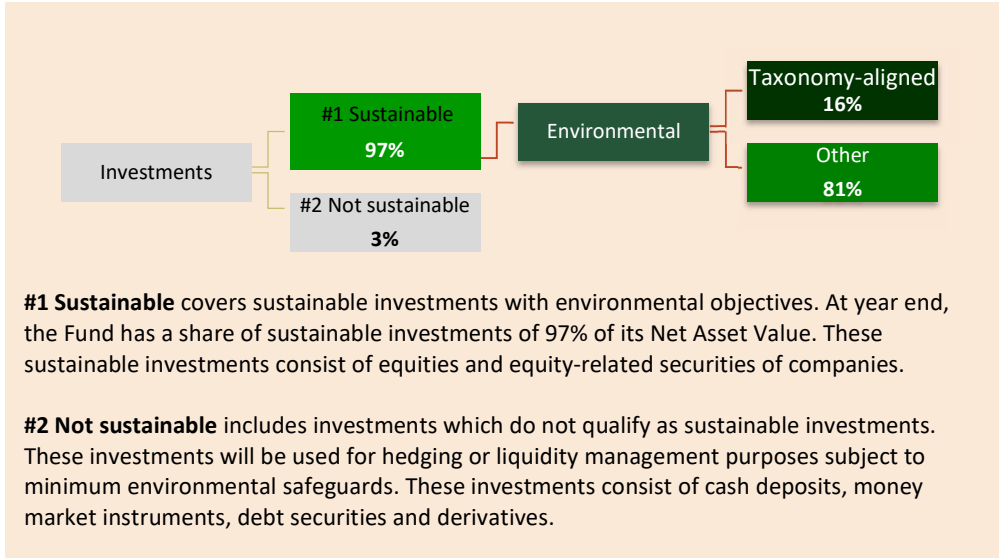 Investments
#1 Sustainable
97%
#2 Not sustainable
3%
Environmental
Taxonomy-aligned
16%
Other
81%
#1 Sustainable covers sustainable investments with environmental objectives. At year end,
the Fund has a share of sustainable investments of 97% of its Net Asset Value. These
sustainable investments consist of equities and equity-related securities of companies.
#2 Not sustainable includes investments which do not qualify as sustainable investments.
These investments will be used for hedging or liquidity management purposes subject to
minimum environmental safeguards. These investments consist of cash deposits, money
market instruments, debt securities and derivatives.